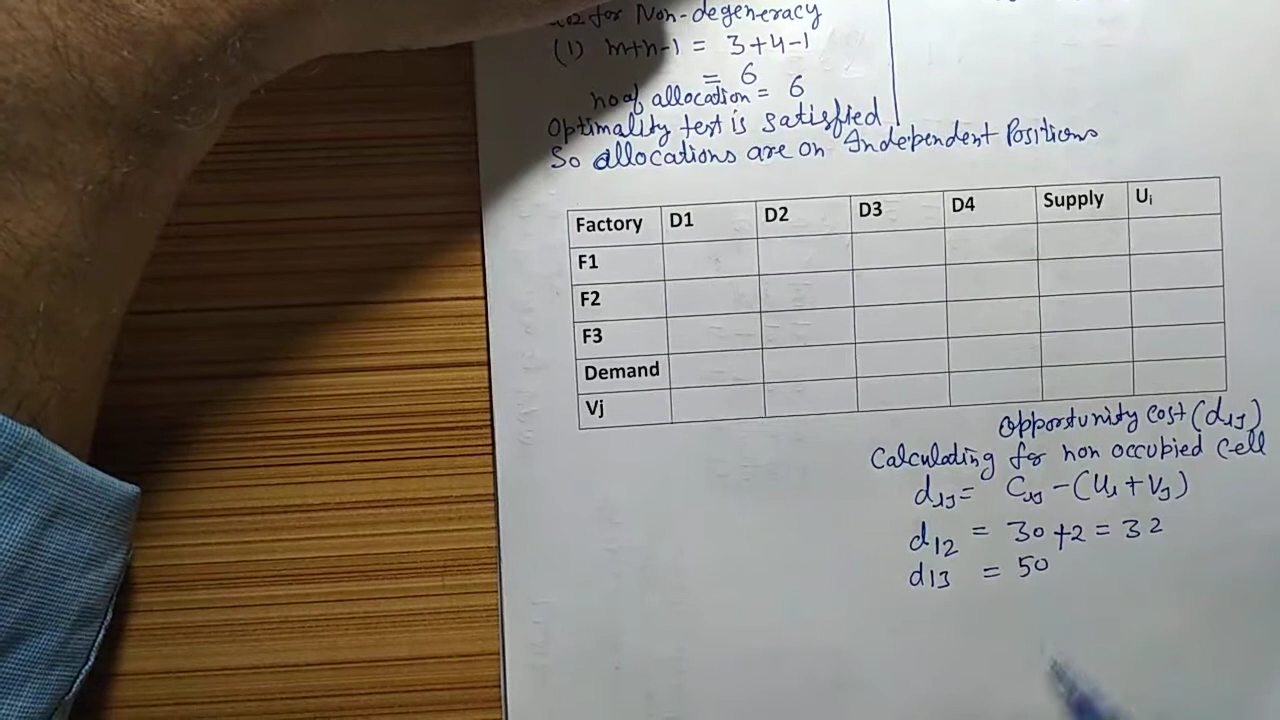 for Non-degeneracy
(1) m+n-1 = 3+4-1
= 6
no of allocation = 6
Optimality test is satisfied
So allocations are on Independent Positions
Factory D1 D2 D3 D4 Supply Ui
F1
F2
F3
Demand
Vj
Opportunity cost (dij)
Calculating for non occupied cell
dij = Cij - (Ui + Vj)
d12 = 30+2 = 32
d13 = 50